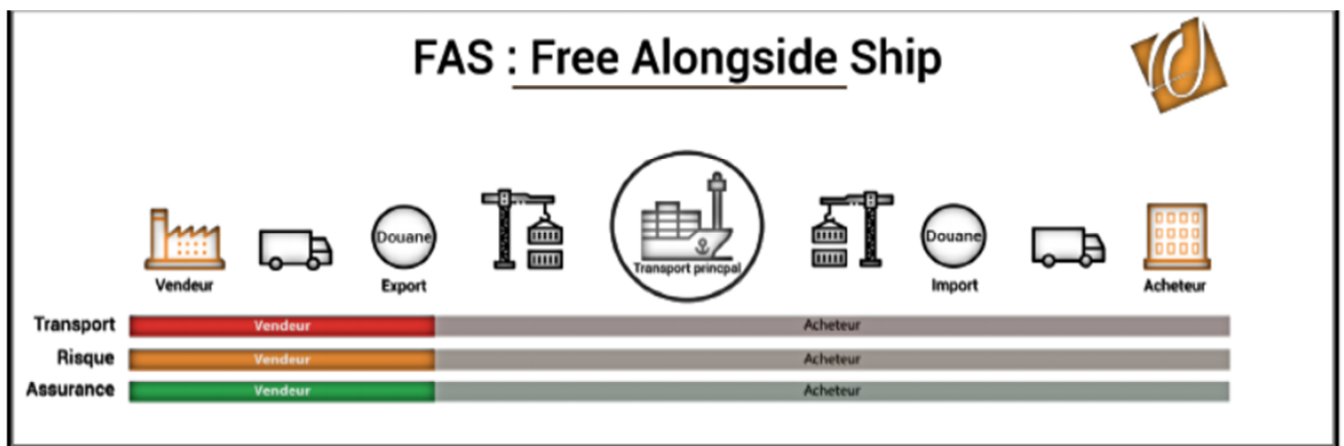 FAS : Free Alongside Ship
Douane
Douane
Transport princpal
Vendeur
Export
Import
Acheteur
Transport Vendeur Acheteur
Risque Vendeur Acheteur
Assurance Vendeur Acheteur